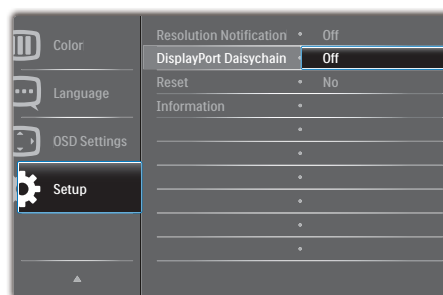 Color
Language
OSD Settings
Setup
Resolution Notification Off
DisplayPort Daisychain Off
Reset No
Information